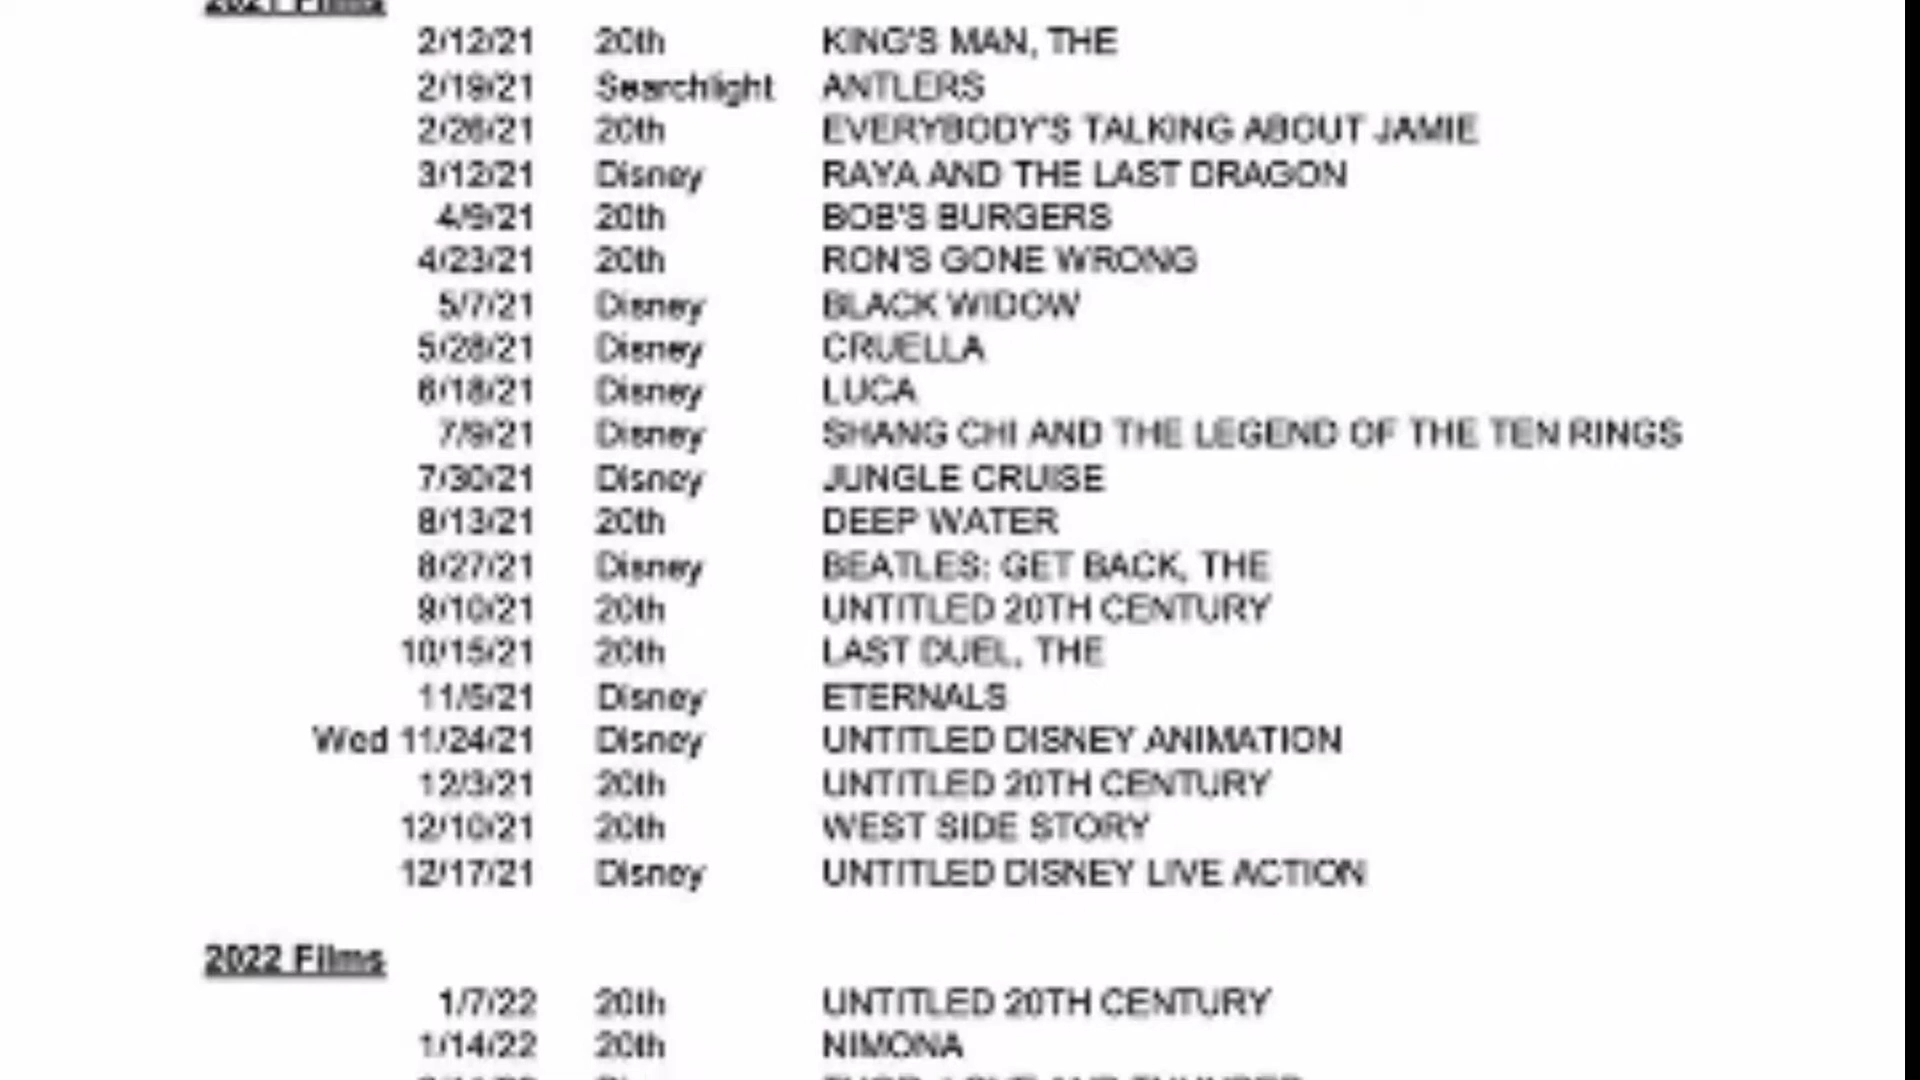 2021 Films
2/12/21 20th KING'S MAN, THE
2/19/21 Searchlight ANTLERS
2/26/21 20th EVERYBODY'S TALKING ABOUT JAMIE
3/12/21 Disney RAYA AND THE LAST DRAGON
4/9/21 20th BOB'S BURGERS
4/23/21 20th RON'S GONE WRONG
5/7/21 Disney BLACK WIDOW
5/28/21 Disney CRUELLA
6/18/21 Disney LUCA
7/9/21 Disney SHANG CHI AND THE LEGEND OF THE TEN RINGS
7/30/21 Disney JUNGLE CRUISE
8/13/21 20th DEEP WATER
8/27/21 Disney BEATLES: GET BACK, THE
9/10/21 20th UNTITLED 20TH CENTURY
10/15/21 20th LAST DUEL, THE
11/5/21 Disney ETERNALS
Wed 11/24/21 Disney UNTITLED DISNEY ANIMATION
12/3/21 20th UNTITLED 20TH CENTURY
12/10/21 20th WEST SIDE STORY
12/17/21 Disney UNTITLED DISNEY LIVE ACTION
2022 Films
1/7/22 20th UNTITLED 20TH CENTURY
1/14/22 20th NIMONA